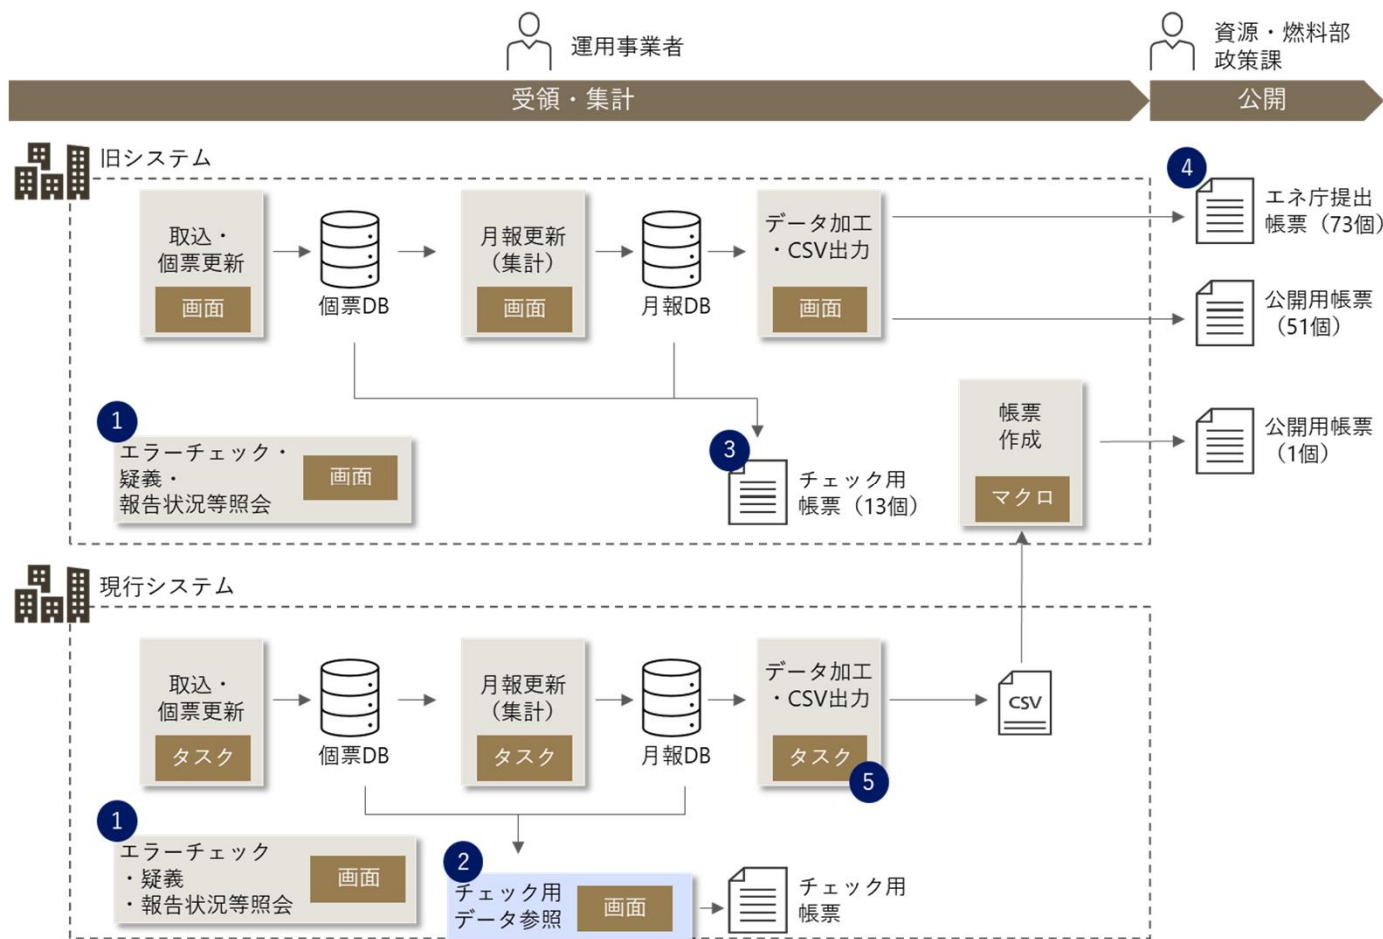 運用事業者
資源・燃料部
政策課
受領・集計
公開
旧システム
取込・
個票更新
画面
個票DB
月報更新
(集計)
画面
月報DB
データ加工
・CSV出力
画面
4
エネ庁提出
帳票（73個）
公開用帳票
（51個）
1
エラーチェック・
疑義・
報告状況等照会
画面
3
チェック用
帳票（13個）
帳票
作成
マクロ
公開用帳票
（1個）
現行システム
取込・
個票更新
タスク
個票DB
月報更新
(集計)
タスク
月報DB
データ加工
・CSV出力
タスク
5
CSV
1
エラーチェック
・疑義
・報告状況等照会
画面
2
チェック用
データ参照
画面
チェック用
帳票